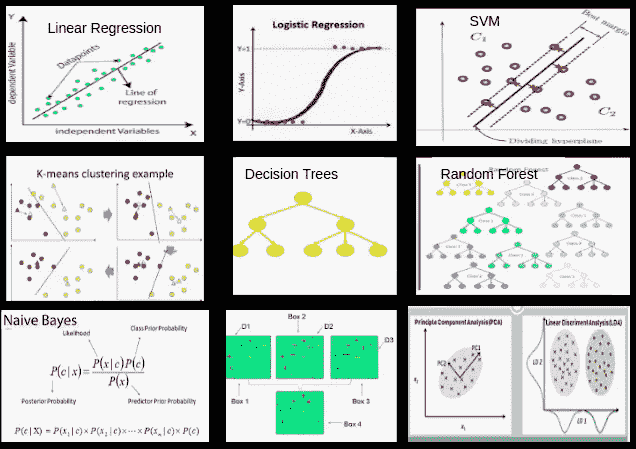 Linear Regression
Y
dependent Variable
Datapoints
Line of
regression
independent Variables
X
Logistic Regression
Y=1
Y-Axis
Y=0
X-Axis
SVM
Best margin
C1
C2
Dividing hyperplane
K-means clustering example
Decision Trees
Random Forest
Naive Bayes
Likelihood
Class Prior Probability
P(c | x) = P(x | c)P(c) / P(x)
Posterior Probability
Predictor Prior Probability
P(c | X) = P(x1 | c) × P(x2 | c) × ··· × P(xn | c) × P(c)
Box 2
D1
D2
D3
Box 1
Box 3
Box 4
Principle Component Analysis(PCA)
PC1
PC2
x1
Linear Discriment Analysis(LDA)
LD 2
LD 1